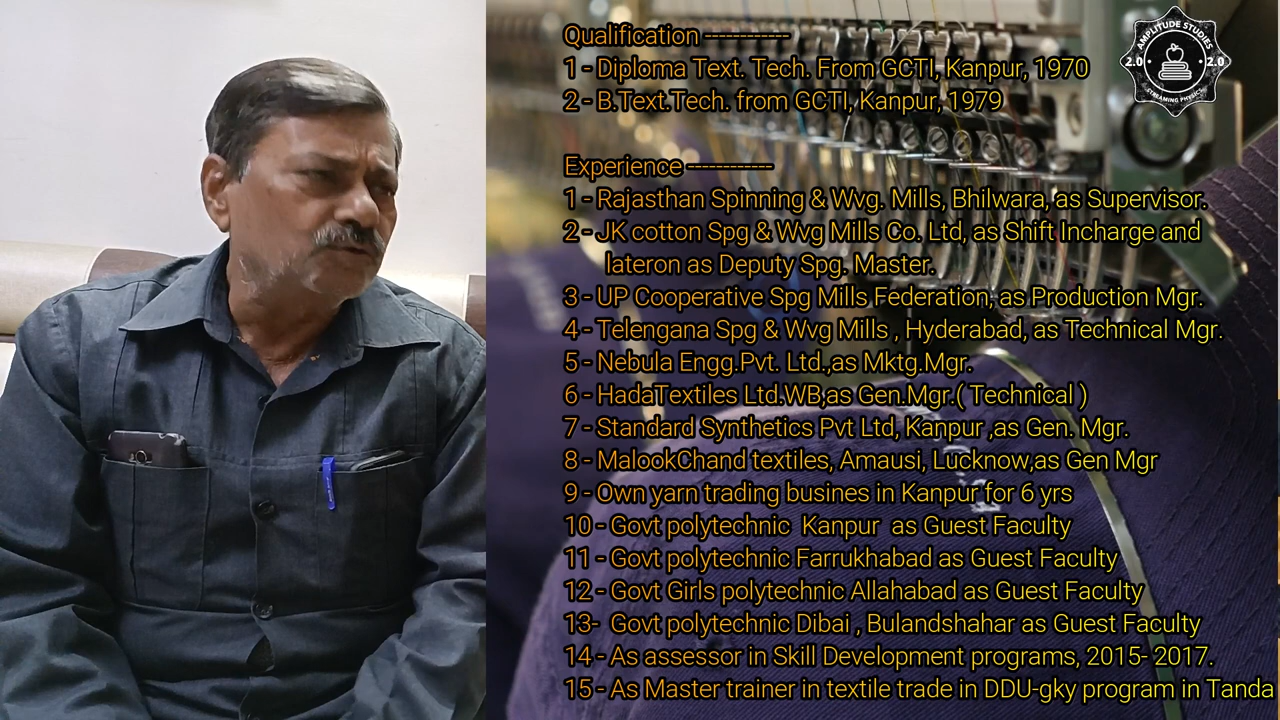 Qualification ------------
1 - Diploma Text. Tech. From GCTI, Kanpur, 1970
2 - B.Text.Tech. from GCTI, Kanpur, 1979
Experience ------------
1 - Rajasthan Spinning & Wvg. Mills, Bhilwara, as Supervisor.
2 - JK cotton Spg & Wvg Mills Co. Ltd, as Shift Incharge and
lateron as Deputy Spg. Master.
3 - UP Cooperative Spg Mills Federation, as Production Mgr.
4 - Telengana Spg & Wvg Mills , Hyderabad, as Technical Mgr.
5 - Nebula Engg.Pvt. Ltd.,as Mktg.Mgr.
6 - HadaTextiles Ltd.WB,as Gen.Mgr.( Technical )
7 - Standard Synthetics Pvt Ltd, Kanpur ,as Gen. Mgr.
8 - MalookChand textiles, Amausi, Lucknow,as Gen Mgr
9 - Own yarn trading busines in Kanpur for 6 yrs
10 - Govt polytechnic Kanpur as Guest Faculty
11 - Govt polytechnic Farrukhabad as Guest Faculty
12 - Govt Girls polytechnic Allahabad as Guest Faculty
13- Govt polytechnic Dibai , Bulandshahar as Guest Faculty
14 - As assessor in Skill Development programs, 2015- 2017.
15 - As Master trainer in textile trade in DDU-gky program in Tanda
AMPLITUDE STUDIES
2.0 2.0
STREAMING PHYSICS